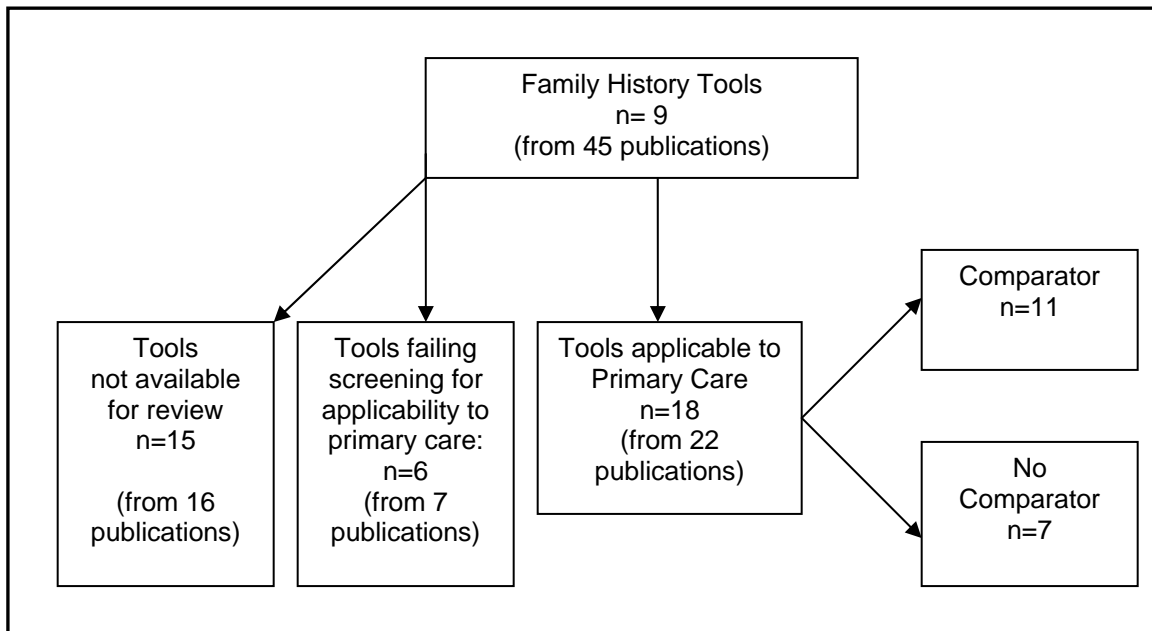 Family History Tools
n= 9
(from 45 publications)
Tools
not available
for review
n=15
(from 16
publications)
Tools failing
screening for
applicability to
primary care:
n=6
(from 7
publications)
Tools applicable to
Primary Care
n=18
(from 22
publications)
Comparator
n=11
No
Comparator
n=7